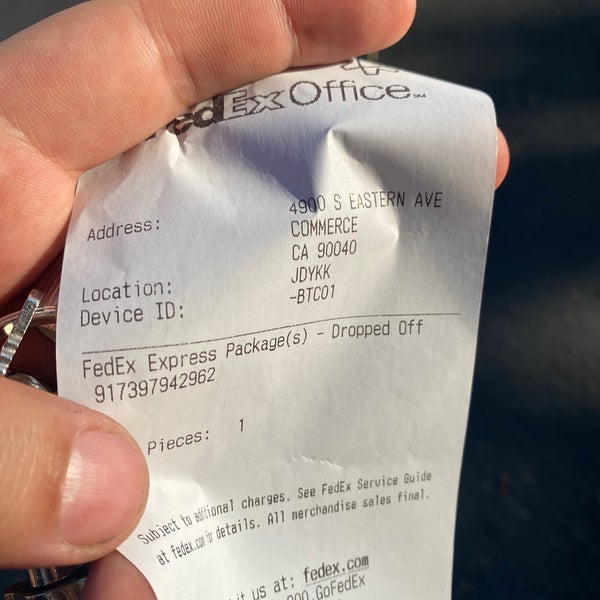 FedEx Office
Address: 4900 S EASTERN AVE
COMMERCE
CA 90040
Location: JDYKK
Device ID: ~BTC01
FedEx Express Package(s) - Dropped Off
917397942962
Pieces: 1
Subject to additional charges. See FedEx Service Guide
at fedex.com for details. All merchandise sales final.
us at: fedex.com
GoFedEx